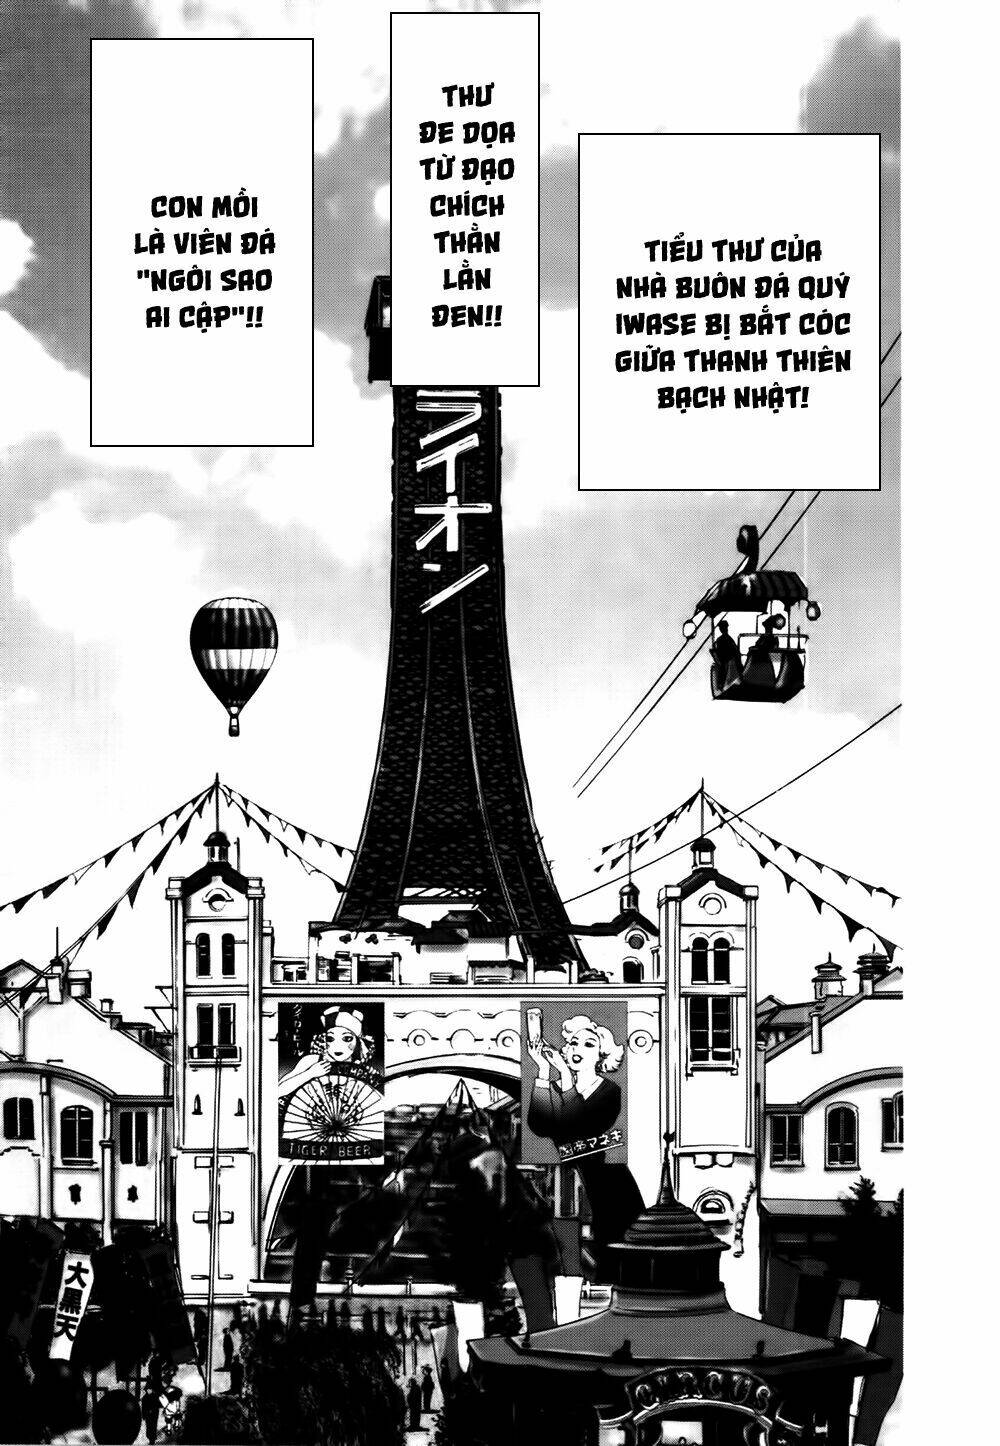 TIỂU THƯ CỦA
NHÀ BUÔN ĐÁ QUÝ
IWASE BỊ BẮT CÓC
GIỮA THANH THIÊN
BẠCH NHẬT!
THƯ
ĐE DỌA
TỪ ĐẠO
CHÍCH
THẰN
LẰN
ĐEN!!
CON MỒI
LÀ VIÊN ĐÁ
"NGÔI SAO
AI CẬP"!!
ライオン
TIGER BEER
マネキ
大黒天
CIRCUS